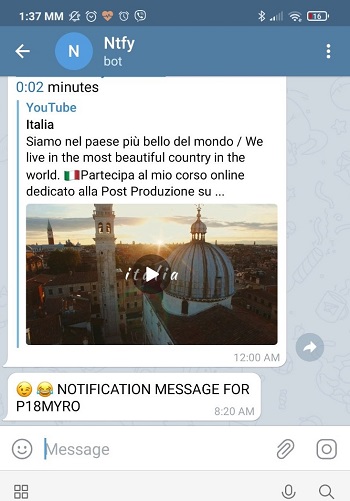 1:37 MM
16
Ntfy
N
bot
0:02 minutes
YouTube
Italia
Siamo nel paese più bello del mondo / We
live in the most beautiful country in the
world. 🇮🇹Partecipa al mio corso online
dedicato alla Post Produzione su ...
italia
12:00 AM
😉 😂 NOTIFICATION MESSAGE FOR
P18MYRO
8:20 AM
Message